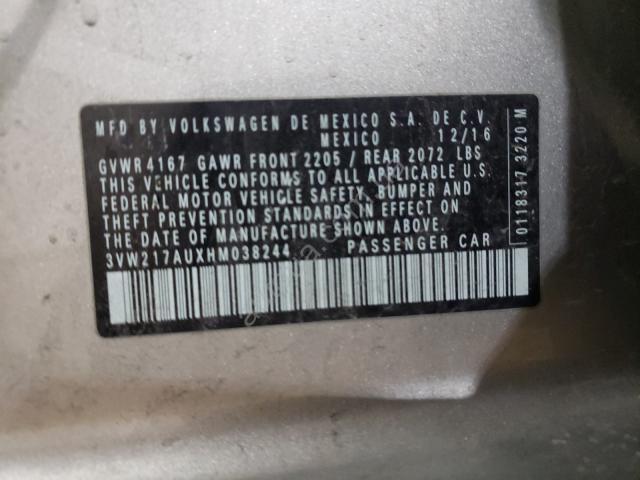 MFD BY VOLKSWAGEN DE MEXICO S.A. DE C.V.
MEXICO 12/16
GVWR 4167 GAWR FRONT 2205 / REAR 2072 LBS
THIS VEHICLE CONFORMS TO ALL APPLICABLE U.S.
FEDERAL MOTOR VEHICLE SAFETY, BUMPER AND
THEFT PREVENTION STANDARDS IN EFFECT ON
THE DATE OF MANUFACTURE SHOWN ABOVE
3VW217AUXHM038244 PASSENGER CAR
0118317 3220 M